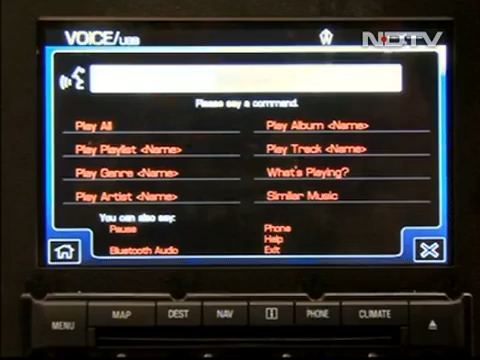 VOICE/USB
NDTV
Please say a command.
Play All
Play Album <Name>
Play Playlist <Name>
Play Track <Name>
Play Genre <Name>
What's Playing?
Play Artist <Name>
Similar Music
You can also say:
Pause
Phone
Help
Bluetooth Audio
Exit
MENU
MAP
DEST
NAV
i
PHONE
CLIMATE